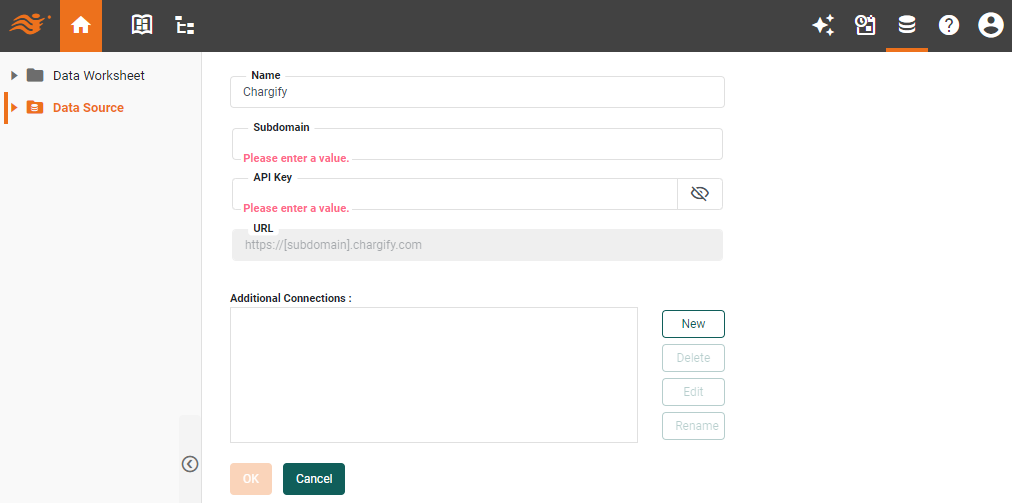 Data Worksheet
Data Source
Name
Chargify
Subdomain
Please enter a value.
API Key
Please enter a value.
URL
https://[subdomain].chargify.com
Additional Connections :
New
Delete
Edit
Rename
OK
Cancel